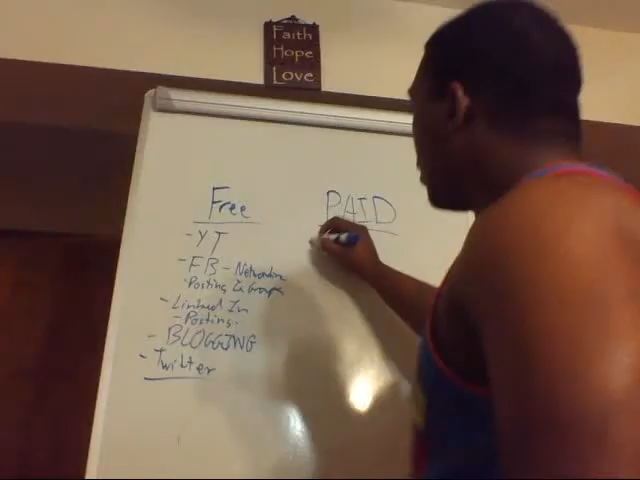 Faith
Hope
Love
Free
- YT
- FB - Networking
· Posting in Groups
- Linked In
- Posting.
- BLOGGING
- Twitter
PAID